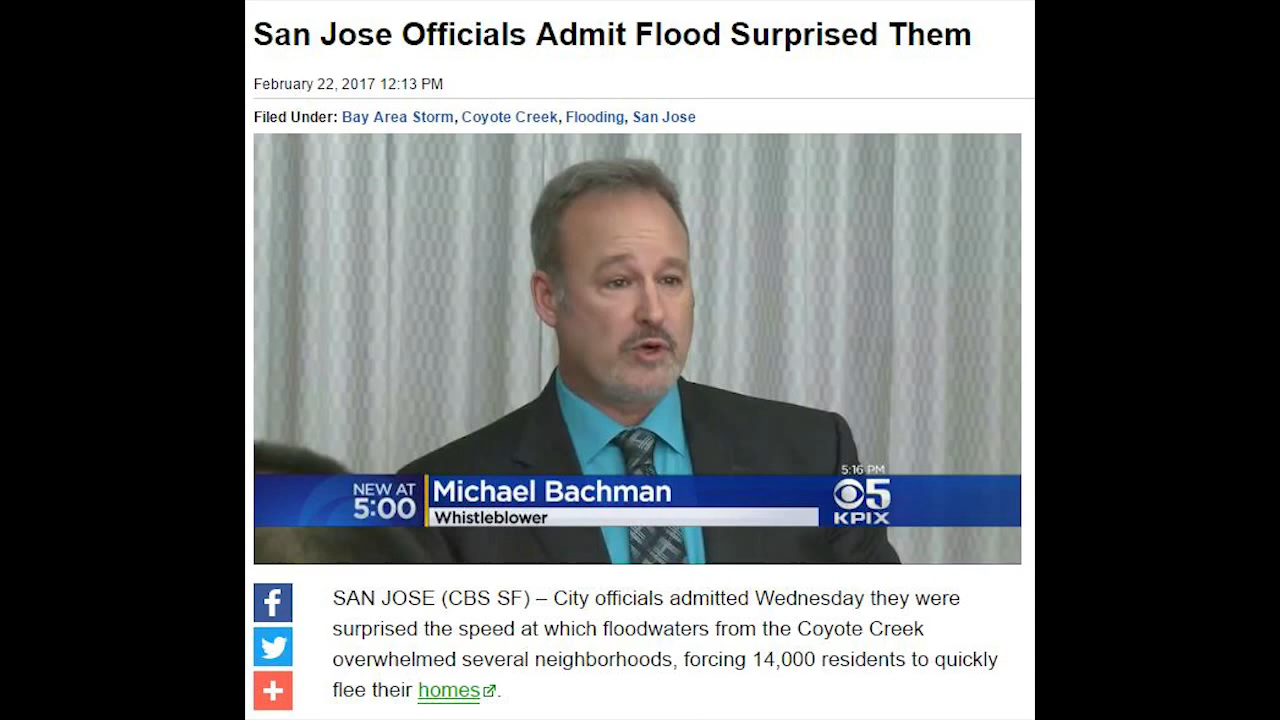 San Jose Officials Admit Flood Surprised Them
February 22, 2017 12:13 PM
Filed Under: Bay Area Storm, Coyote Creek, Flooding, San Jose
5:16 PM
NEW AT
5:00
Michael Bachman
Whistleblower
5
KPIX
SAN JOSE (CBS SF) – City officials admitted Wednesday they were
surprised the speed at which floodwaters from the Coyote Creek
overwhelmed several neighborhoods, forcing 14,000 residents to quickly
flee their homes.